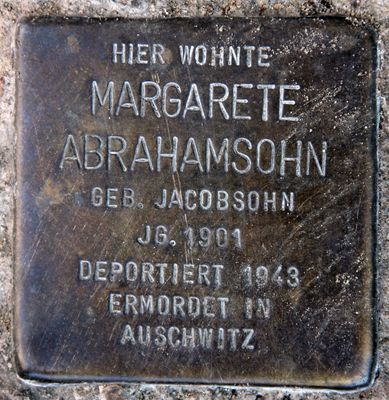 HIER WOHNTE
MARGARETE
ABRAHAMSOHN
GEB. JACOBSOHN
JG. 1901
DEPORTIERT 1943
ERMORDET IN
AUSCHWITZ